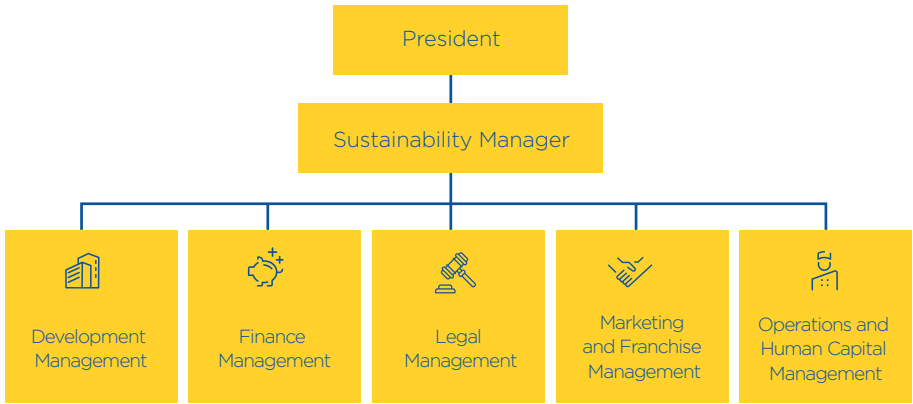 President
Sustainability Manager
Development
Management
Finance
Management
Legal
Management
Marketing
and Franchise
Management
Operations and
Human Capital
Management